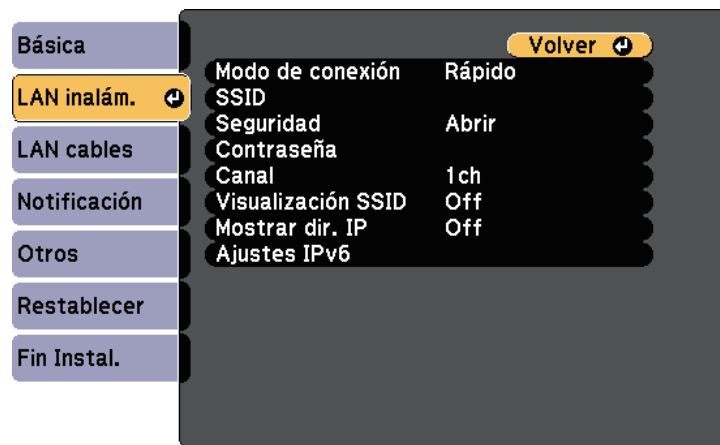 Básica
LAN inalám.
LAN cables
Notificación
Otros
Restablecer
Fin Instal.
Volver
Modo de conexión Rápido
SSID
Seguridad Abrir
Contraseña
Canal 1ch
Visualización SSID Off
Mostrar dir. IP Off
Ajustes IPv6